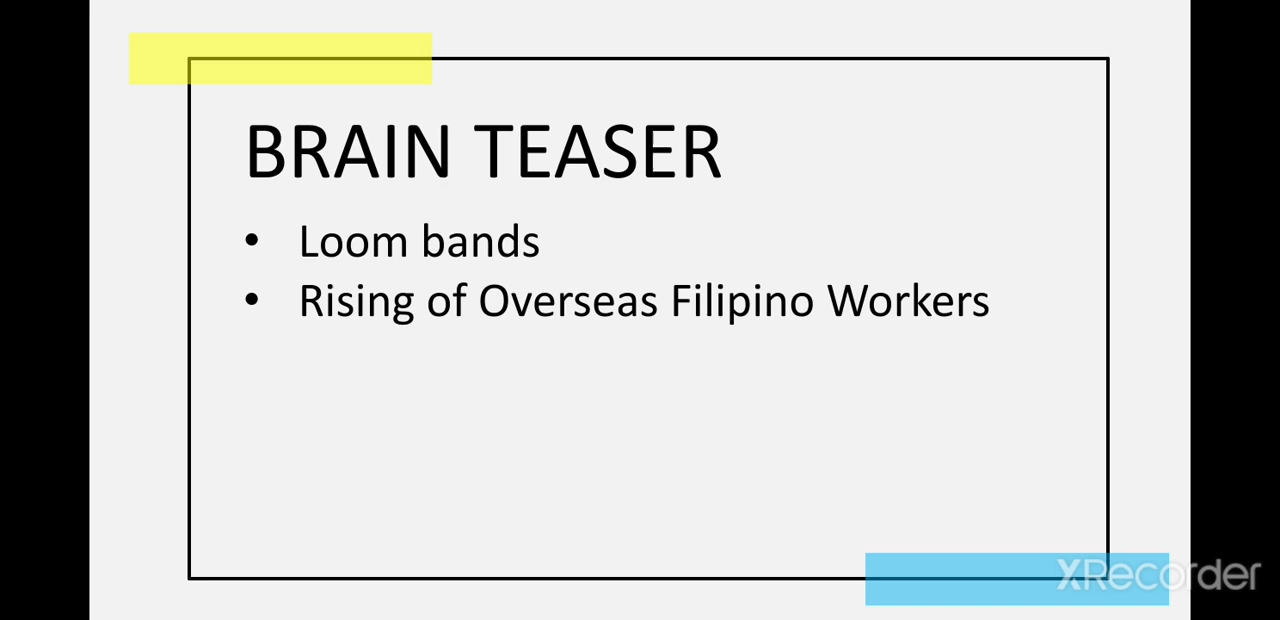 BRAIN TEASER
• Loom bands
• Rising of Overseas Filipino Workers
XRecorder